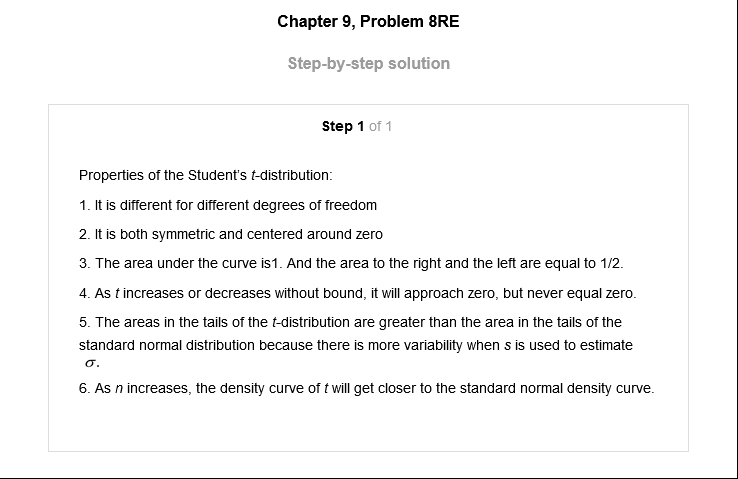 Chapter 9, Problem 8RE
Step-by-step solution
Step 1 of 1
Properties of the Student's t-distribution:
1. It is different for different degrees of freedom
2. It is both symmetric and centered around zero
3. The area under the curve is1. And the area to the right and the left are equal to 1/2.
4. As t increases or decreases without bound, it will approach zero, but never equal zero.
5. The areas in the tails of the t-distribution are greater than the area in the tails of the
standard normal distribution because there is more variability when s is used to estimate
σ.
6. As n increases, the density curve of t will get closer to the standard normal density curve.